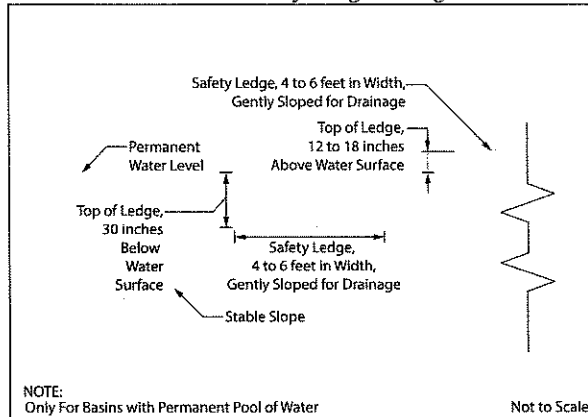 Safety Ledge, 4 to 6 feet in Width,
Gently Sloped for Drainage
Top of Ledge,
12 to 18 inches
Above Water Surface
Permanent
Water Level
Top of Ledge,
30 inches
Below
Water
Surface
Safety Ledge,
4 to 6 feet in Width,
Gently Sloped for Drainage
Stable Slope
NOTE:
Only For Basins with Permanent Pool of Water
Not to Scale